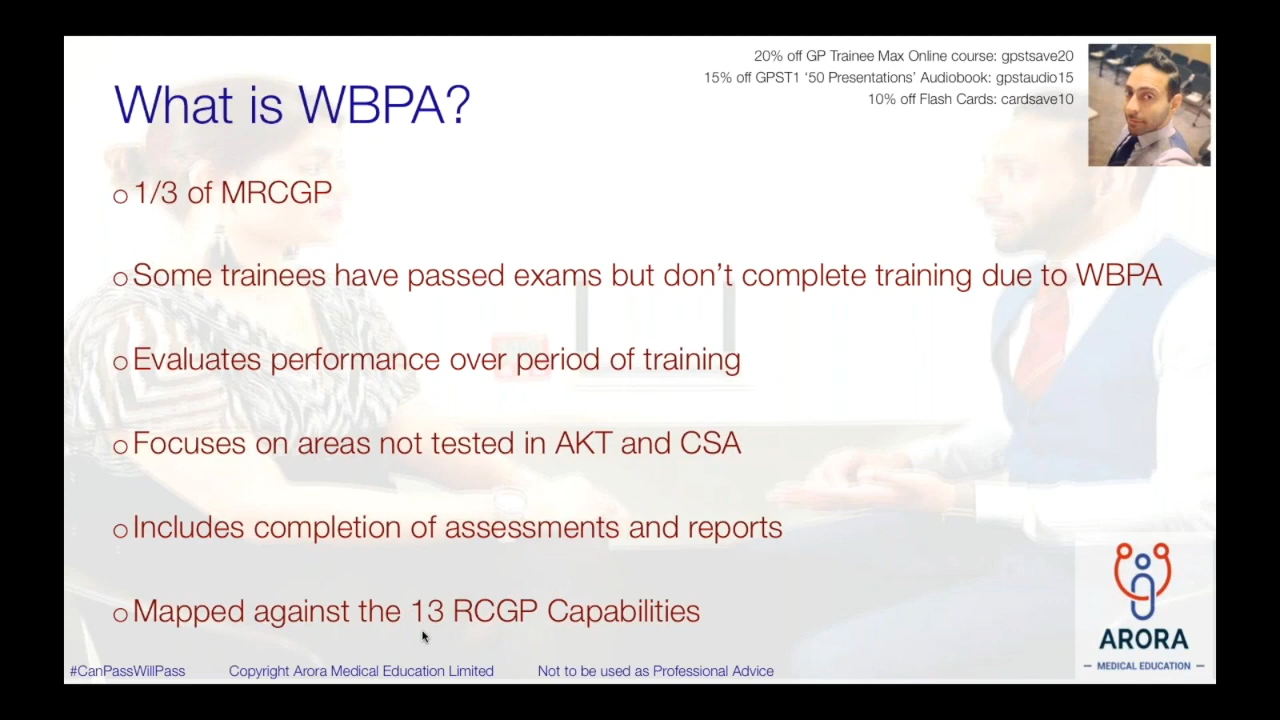 20% off GP Trainee Max Online course: gpstsave20
15% off GPST1 ‘50 Presentations’ Audiobook: gpstaudio15
10% off Flash Cards: cardsave10
What is WBPA?
1/3 of MRCGP
Some trainees have passed exams but don’t complete training due to WBPA
Evaluates performance over period of training
Focuses on areas not tested in AKT and CSA
Includes completion of assessments and reports
Mapped against the 13 RCGP Capabilities
ARORA
MEDICAL EDUCATION
#CanPassWillPass Copyright Arora Medical Education Limited Not to be used as Professional Advice